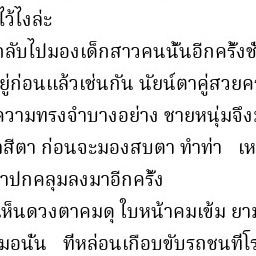 ไว้ไงล่ะ
ลับไปมองเด็กสาวคนนั้นอีกครั้งซึ
ยู่ก่อนแล้วเช่นกัน นัยน์ตาคู่สวยคร
วามทรงจำบางอย่าง ชายหนุ่มจึงม
สีตา ก่อนจะมองสบตา ทำท่า เห
าปกคลุมลงมาอีกครั้ง
ห็นดวงตาคมดุ ใบหน้าคมเข้ม ยาม
มอนั่น ที่หล่อนเกือบขับรถชนที่โร